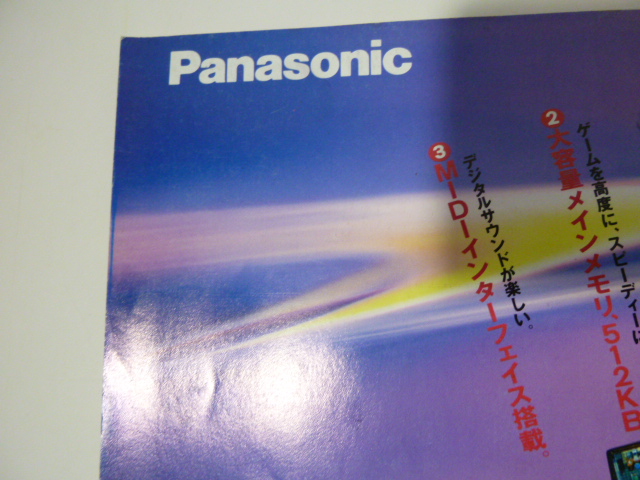 Panasonic
ゲームを高度に、スピーディーに
②大容量メインメモリ、512KB
デジタルサウンドが楽しい。
③MIDIインターフェイス搭載。